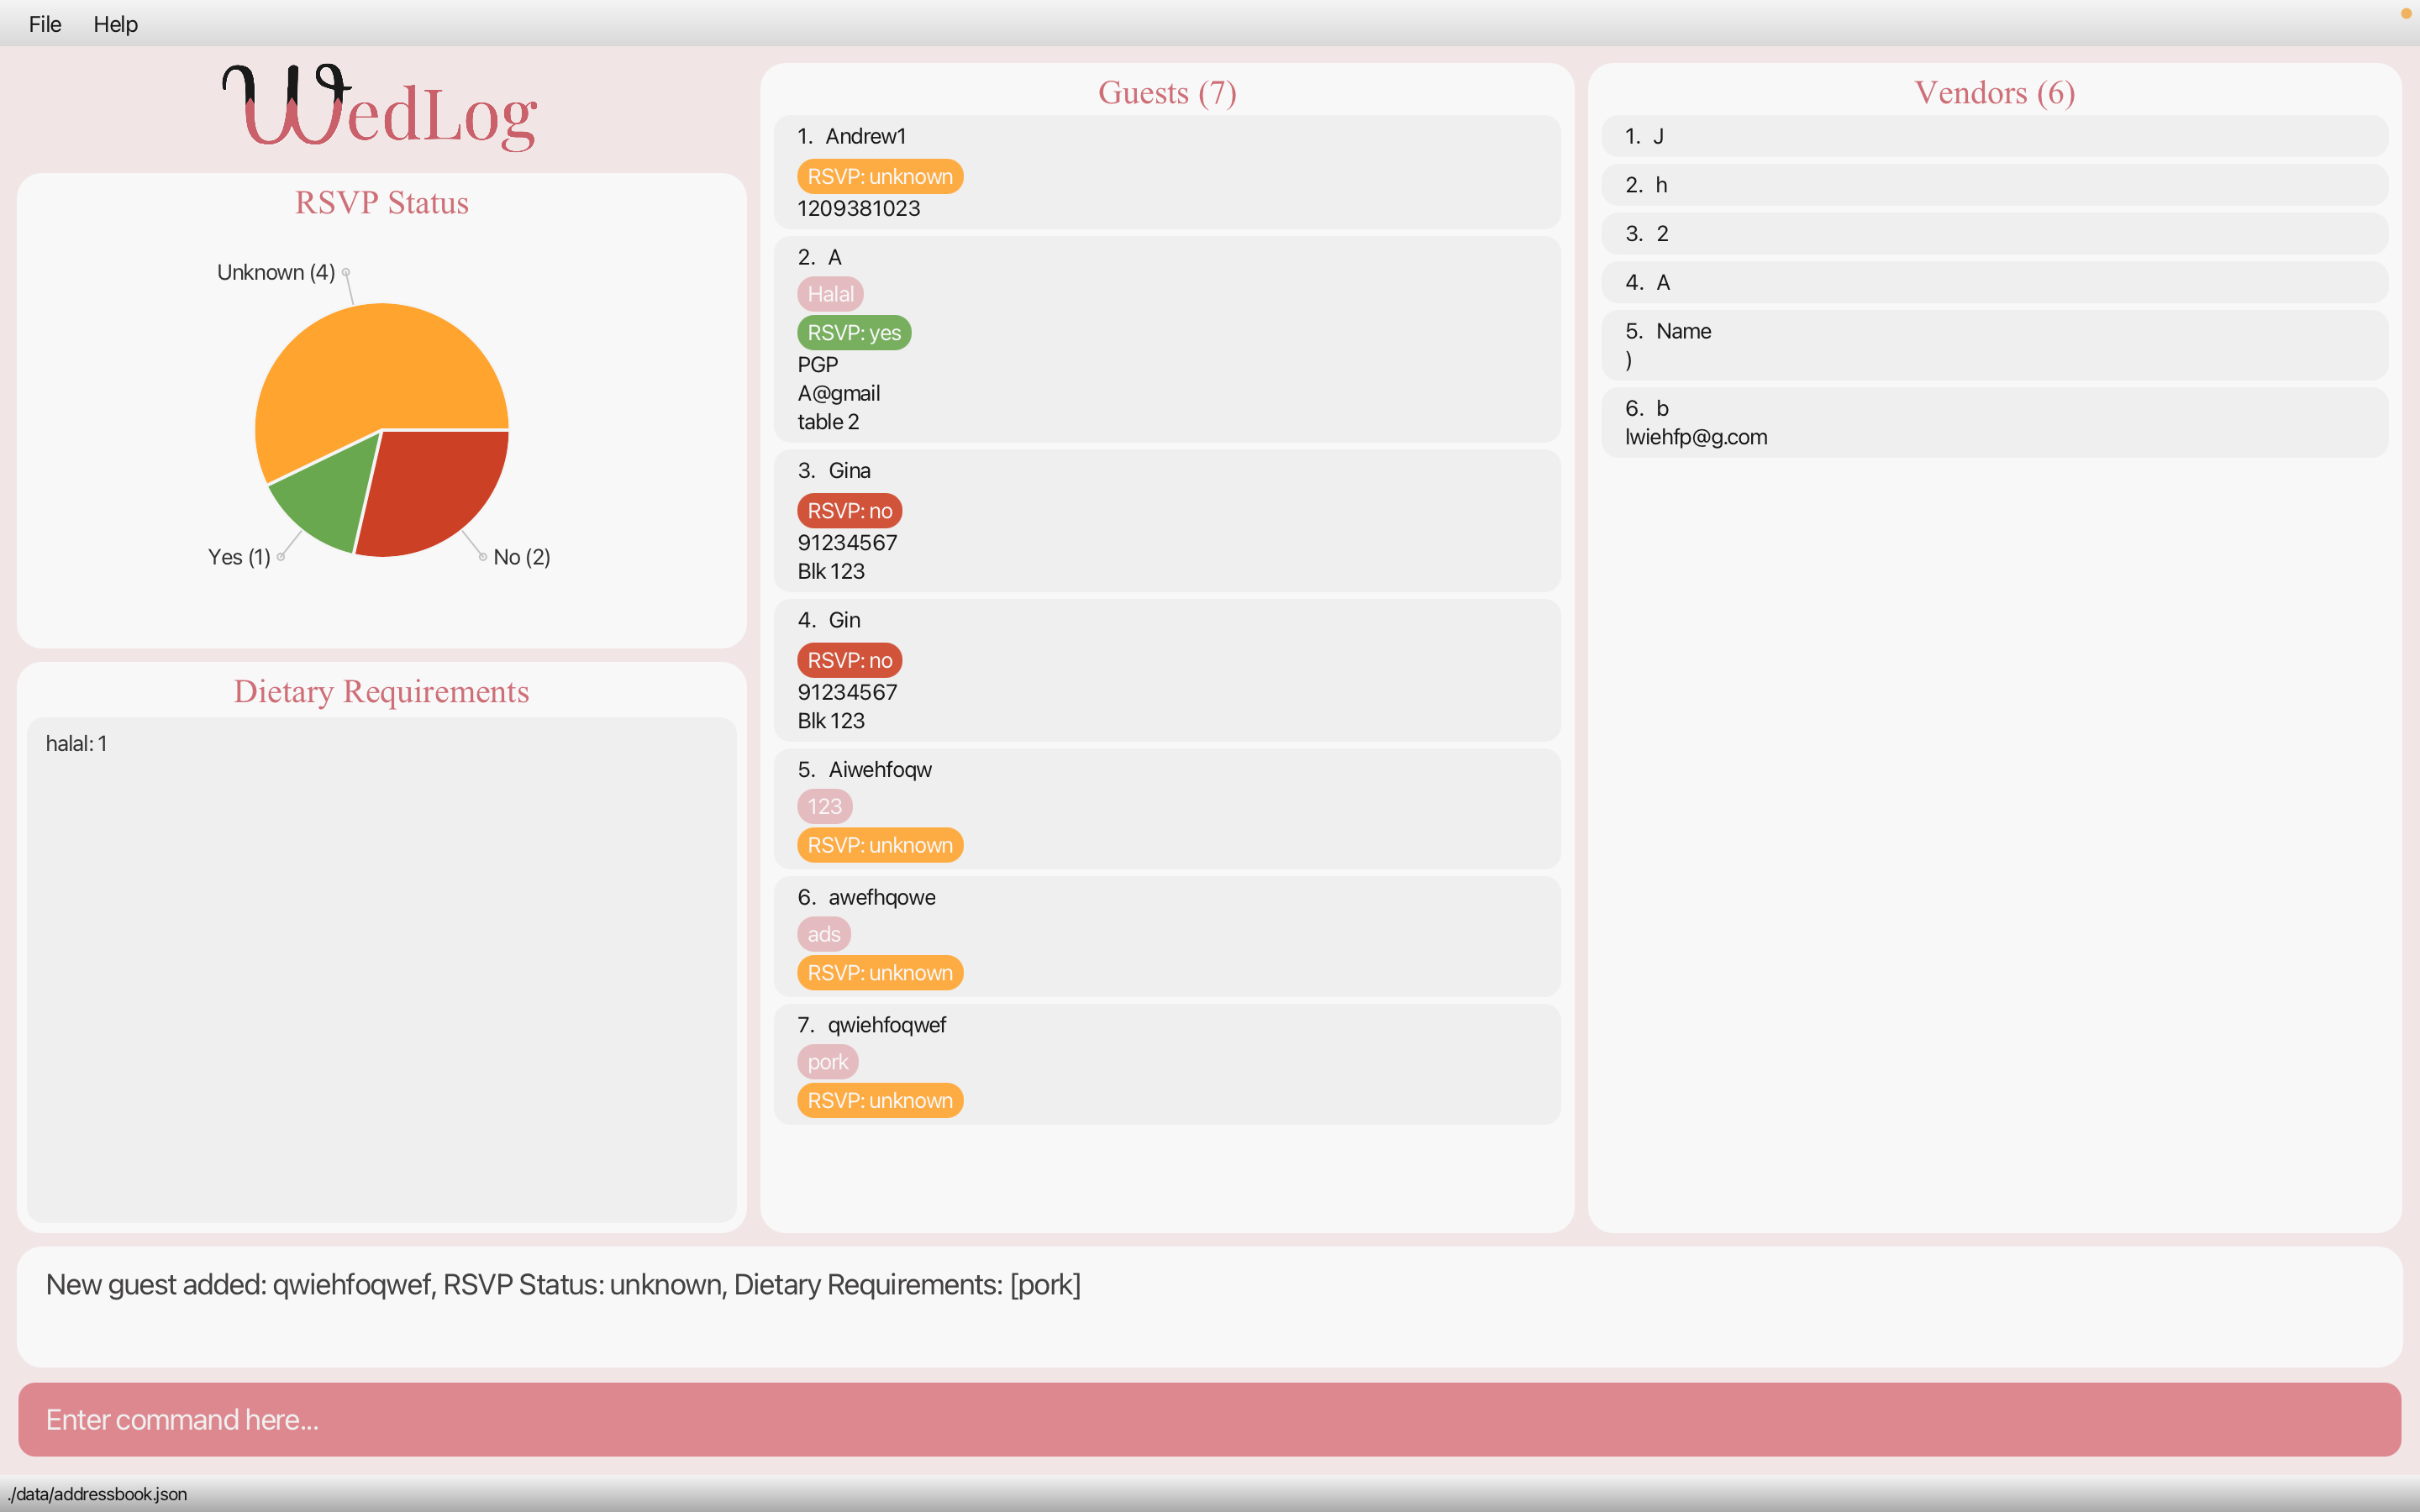 File Help
WedLog
RSVP Status
Unknown (4)
Yes (1)
No (2)
Dietary Requirements
halal: 1
Guests (7)
1. Andrew1
RSVP: unknown
1209381023
2. A
Halal
RSVP: yes
PGP
A@gmail
table 2
3. Gina
RSVP: no
91234567
Blk 123
4. Gin
RSVP: no
91234567
Blk 123
5. Aiwehfoqw
123
RSVP: unknown
6. awefhqowe
ads
RSVP: unknown
7. qwiehfoqwef
pork
RSVP: unknown
Vendors (6)
1. J
2. h
3. 2
4. A
5. Name
)
6. b
lwiehfp@g.com
New guest added: qwiehfoqwef, RSVP Status: unknown, Dietary Requirements: [pork]
Enter command here...
./data/addressbook.json